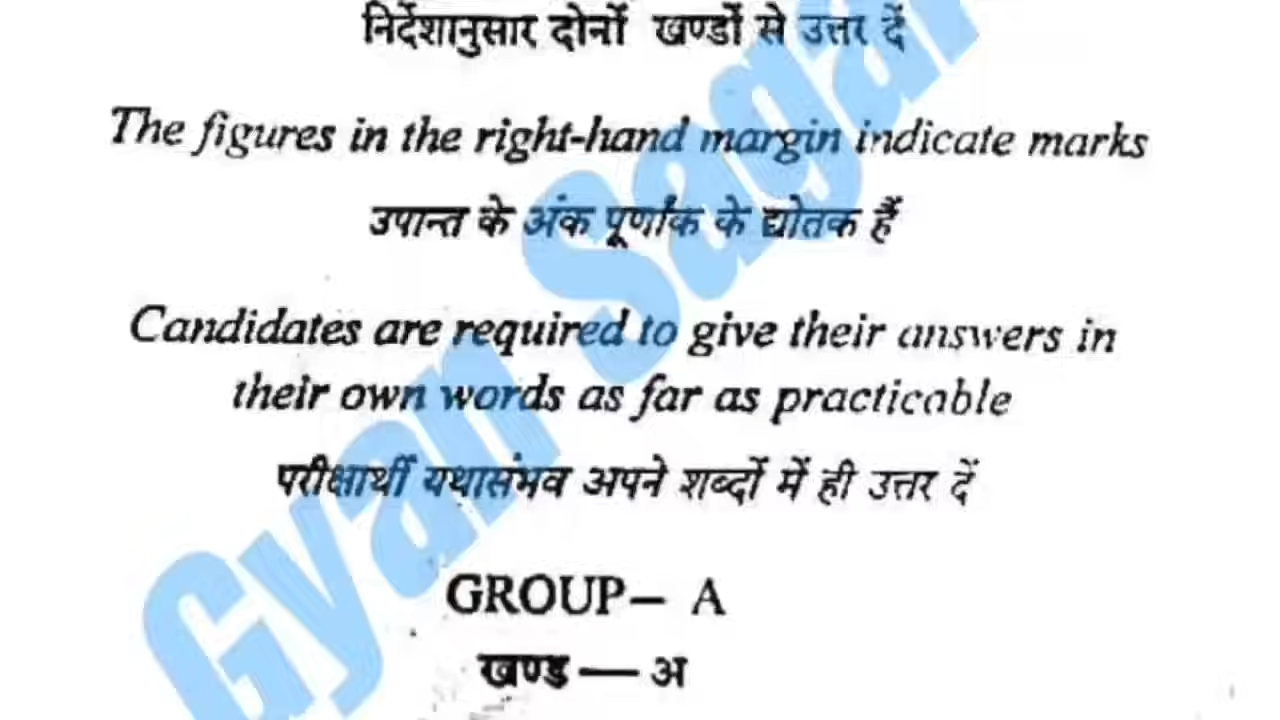 निर्देशानुसार दोनों खण्डों से उत्तर दें
The figures in the right-hand margin indicate marks
उपान्त के अंक पूर्णांक के द्योतक हैं
Candidates are required to give their answers in
their own words as far as practicable
परीक्षार्थी यथासंभव अपने शब्दों में ही उत्तर दें
GROUP – A
खण्ड — अ
Gyan Sagar